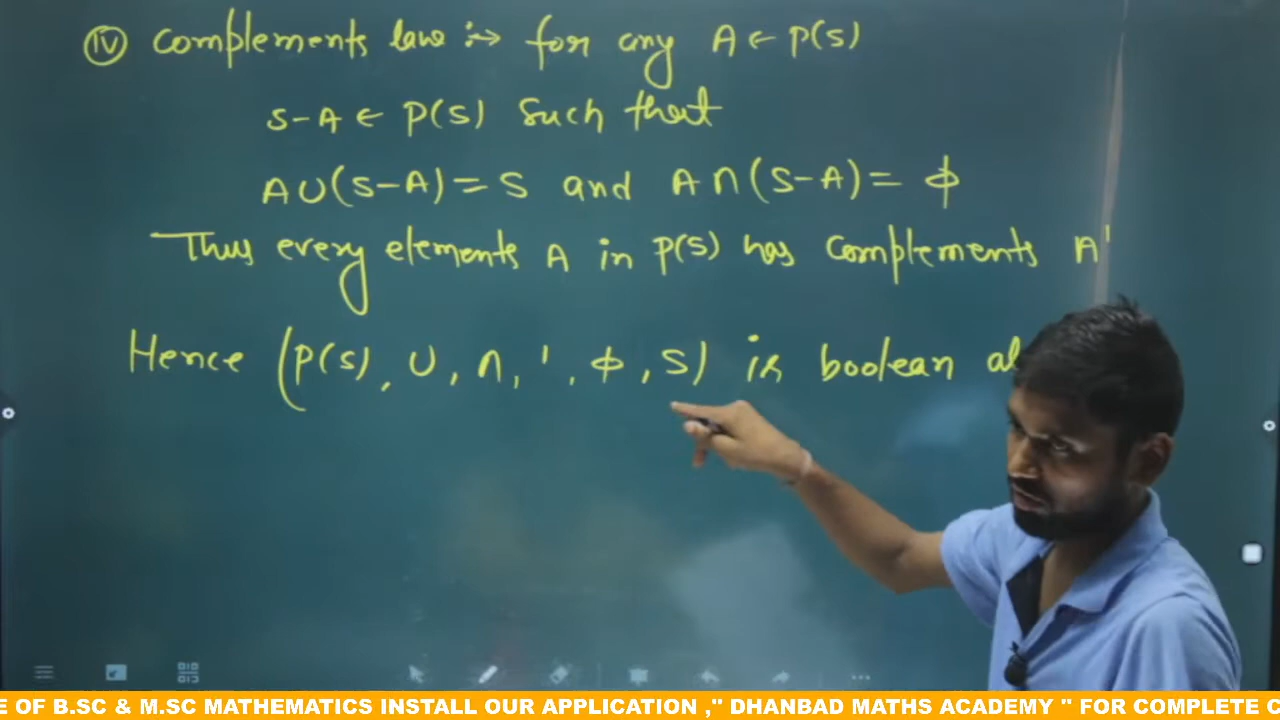 (iv) Complements law :→ for any A ∈ P(S)
S-A ∈ P(S) Such that
A∪(S-A) = S and A∩(S-A) = ϕ
Thus every elements A in P(S) has Complements A'
Hence (P(S), ∪, ∩, ', ϕ, S) is boolean al
E OF B.SC & M.SC MATHEMATICS INSTALL OUR APPLICATION ," DHANBAD MATHS ACADEMY " FOR COMPLETE C